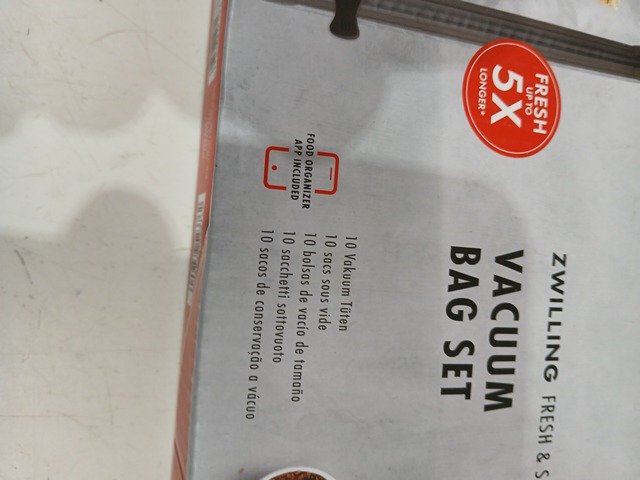 FRESH
UP TO
5X
LONGER*
ZWILLING FRESH & S
VACUUM
BAG SET
FOOD ORGANIZER
APP INCLUDED
10 Vakuum Tüten
10 sacs sous vide
10 bolsas de vacío de tamaño
10 sacchetti sottovuoto
10 sacos de conservação a vácuo